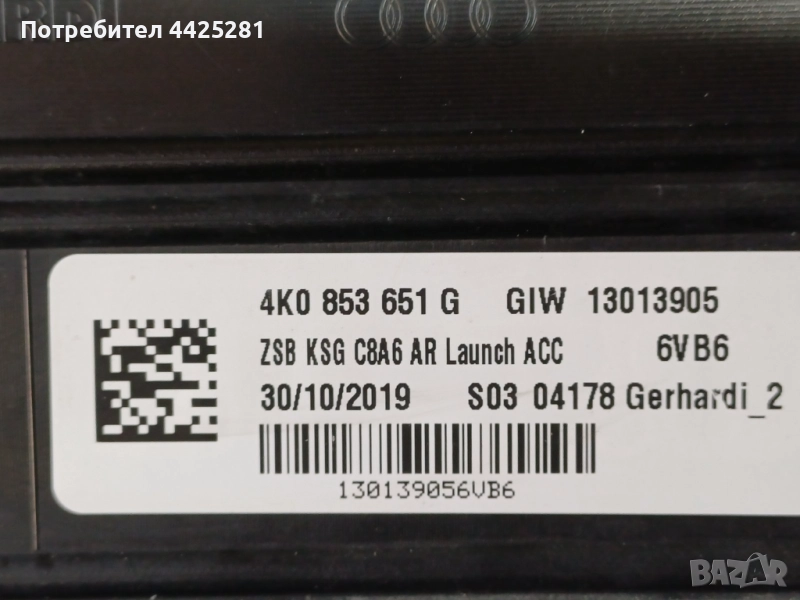 Потребител 4425281
4K0 853 651 G GIW 13013905
ZSB KSG C8A6 AR Launch ACC 6VB6
30/10/2019 S03 04178 Gerhardi_2
130139056VB6
BAZAR